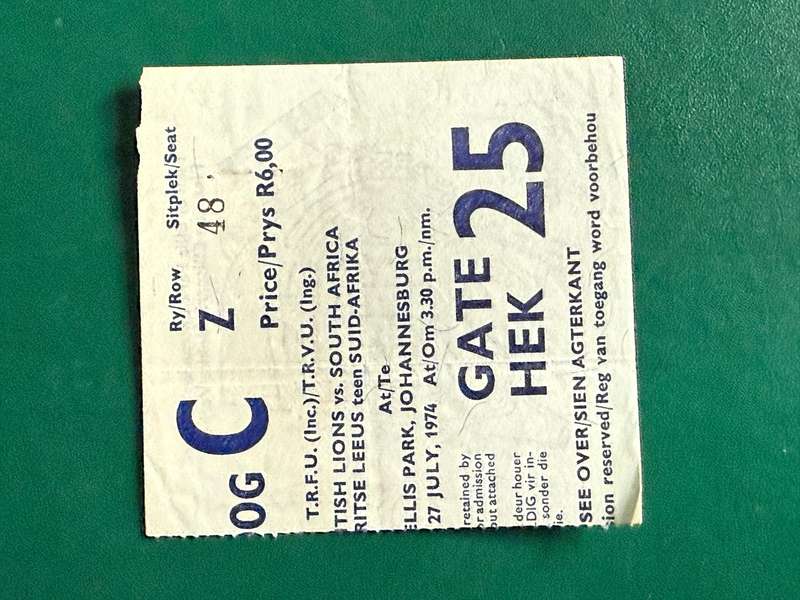 OG C
Ry/Row Sitplek/Seat
Z 48
Price/Prys R6,00
T.R.F.U. (Inc.)/T.R.V.U. (Ing.)
TISH LIONS vs. SOUTH AFRICA
RITSE LEEUS teen SUID-AFRIKA
At/Te
ELLIS PARK, JOHANNESBURG
27 JULY, 1974 At/Om 3.30 p.m./nm.
retained by
r admission
out attached
deur houer
DIG vir in-
sonder die
ie.
GATE 25
HEK
SEE OVER/SIEN AGTERKANT
ion reserved/Reg van toegang word voorbehou